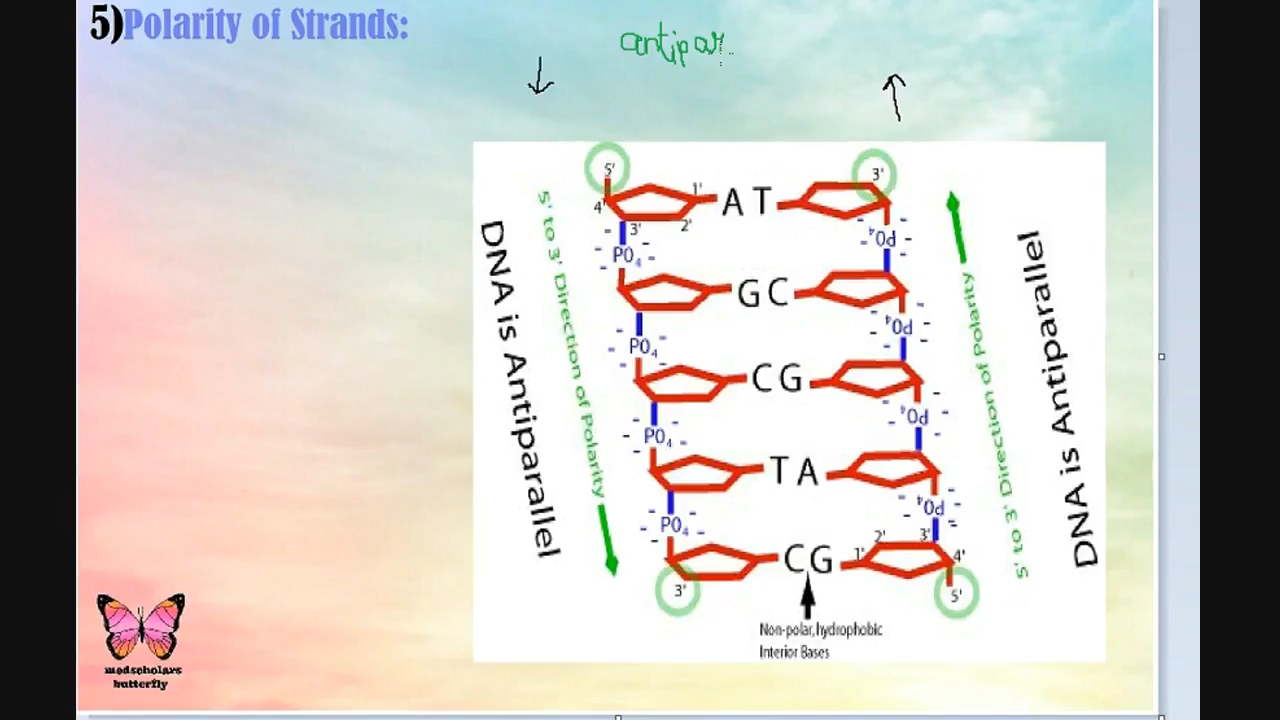 5)Polarity of Strands:
antipar
5'
3'
4'
1'
3'
2'
A T
PO4
PO4
G C
PO4
PO4
C G
PO4
PO4
T A
PO4
PO4
C G
1'
2'
3'
4'
3'
5'
DNA is Antiparallel
5' to 3' Direction of Polarity
5' to 3' Direction of Polarity
DNA is Antiparallel
Non-polar, hydrophobic
Interior Bases
medscholars
butterfly